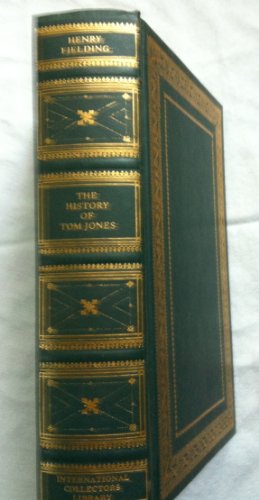 HENRY
FIELDING
THE
HISTORY
OF
TOM JONES
INTERNATIONAL
COLLECTORS
LIBRARY